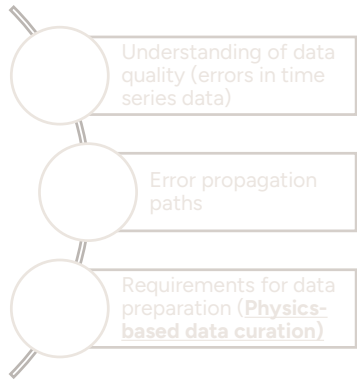 Understanding of data
quality (errors in time
series data)
Error propagation
paths
Requirements for data
preparation (Physics-
based data curation)